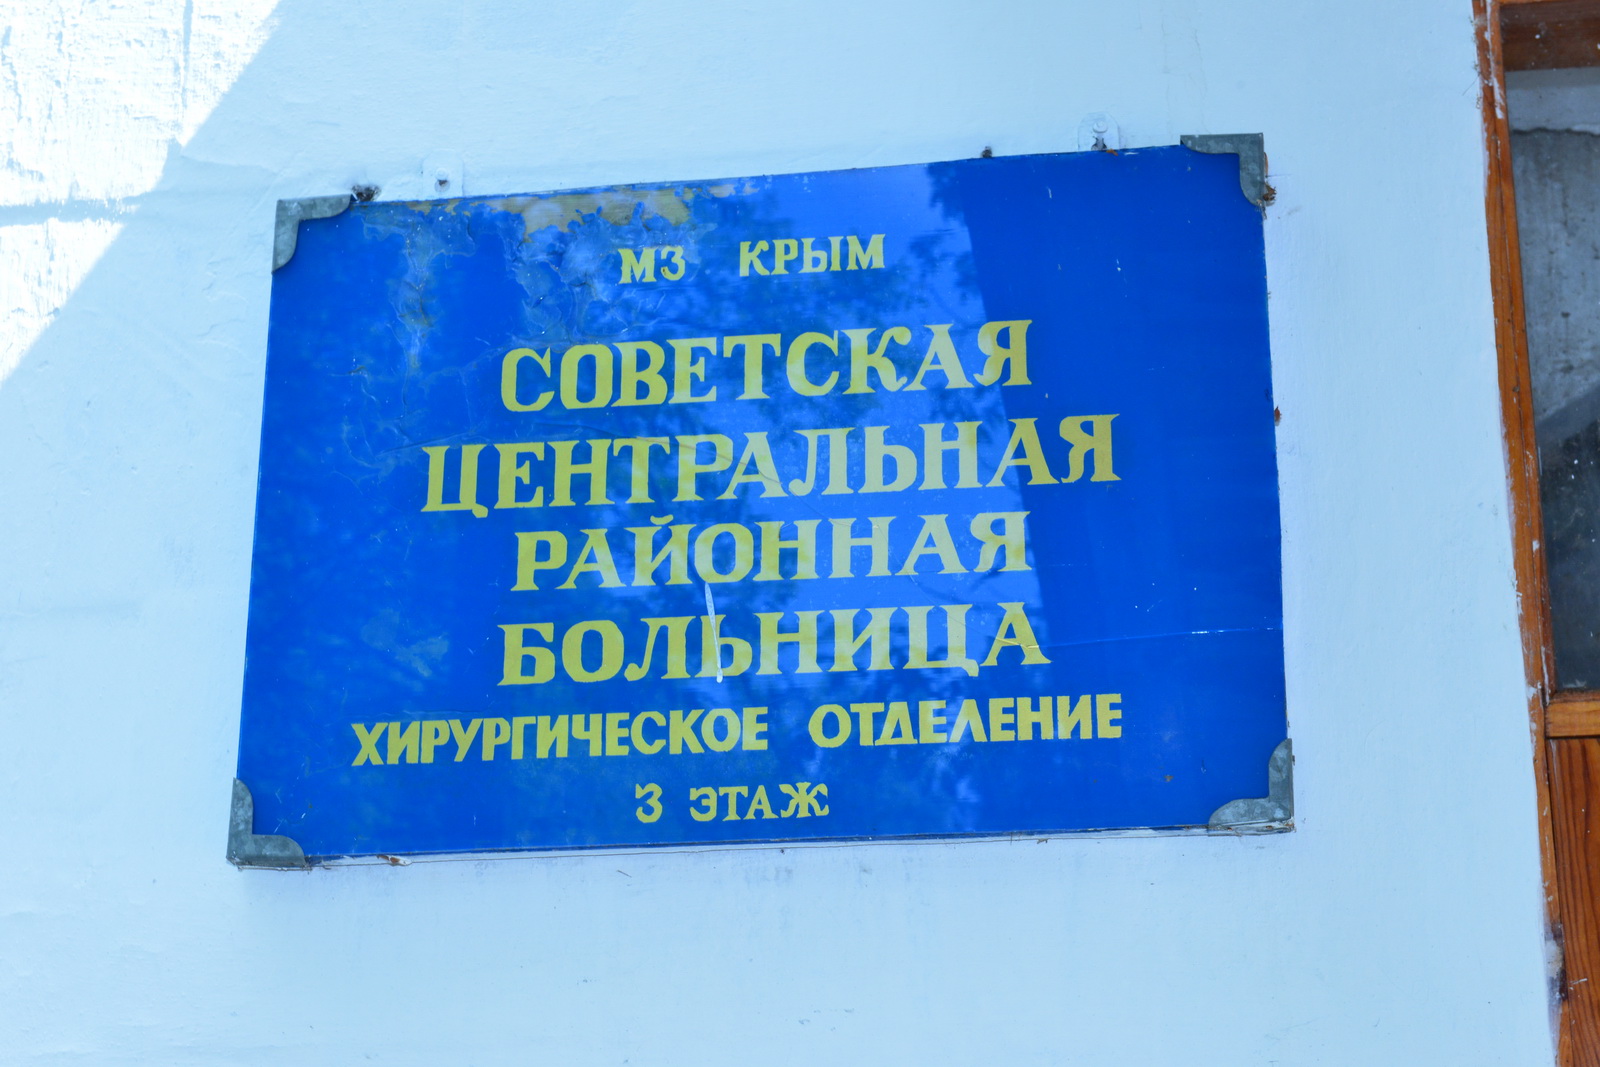 МЗ КРЫМ
СОВЕТСКАЯ
ЦЕНТРАЛЬНАЯ
РАЙОННАЯ
БОЛЬНИЦА
ХИРУРГИЧЕСКОЕ ОТДЕЛЕНИЕ
3 ЭТАЖ